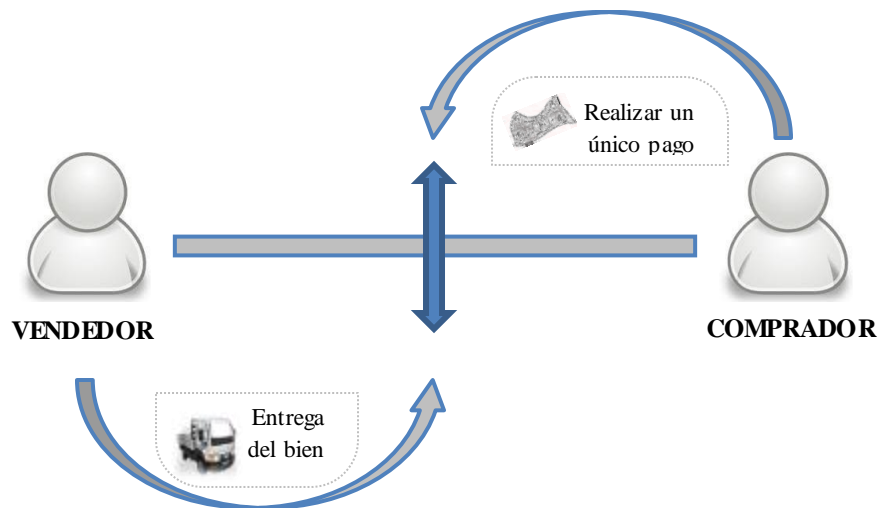 Realizar un
único pago
VENDEDOR
COMPRADOR
Entrega
del bien